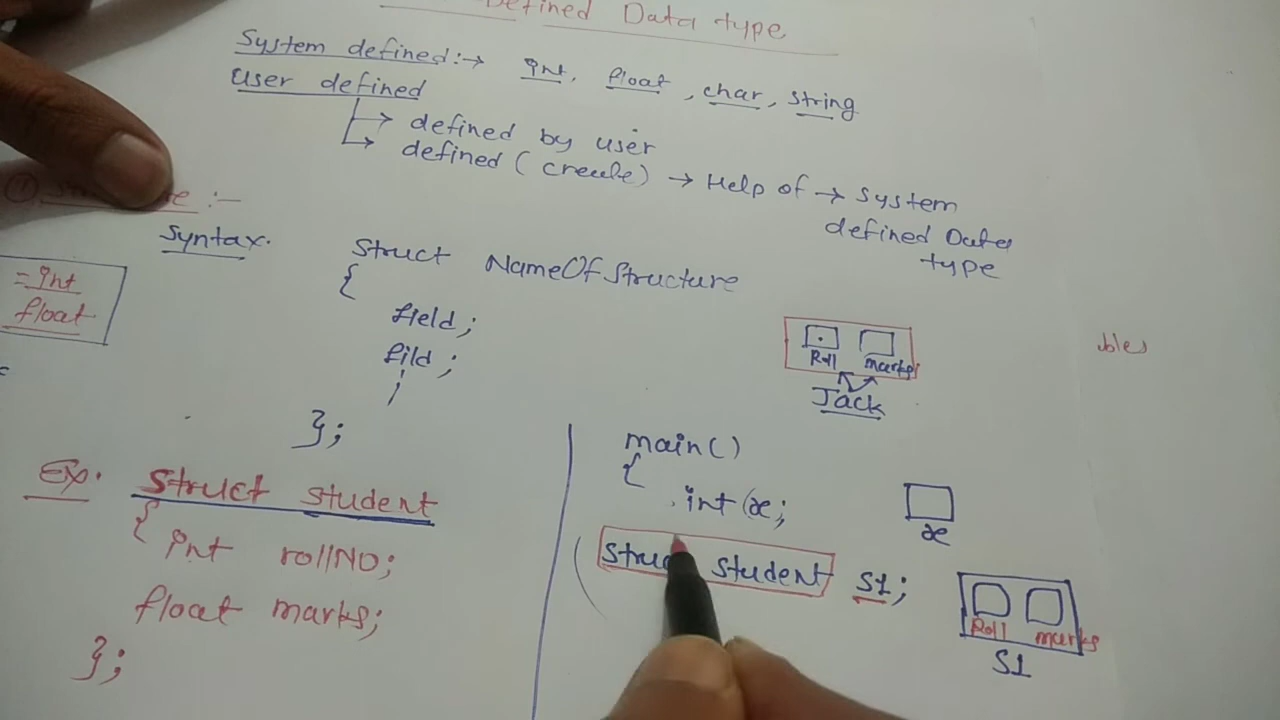 Defined Data type
System defined:→ int, float, char, string
User defined
→ defined by user
→ defined (create) → Help of → System
defined Data
type
:-
Syntax.
Struct NameOfStructure
{
field;
fild;
};
= int
float
Roll marks
Jack
bles
Ex. Struct student
{ int rollNO;
float marks;
};
main()
{
int x;
x
Struct student S1;
Roll marks
S1